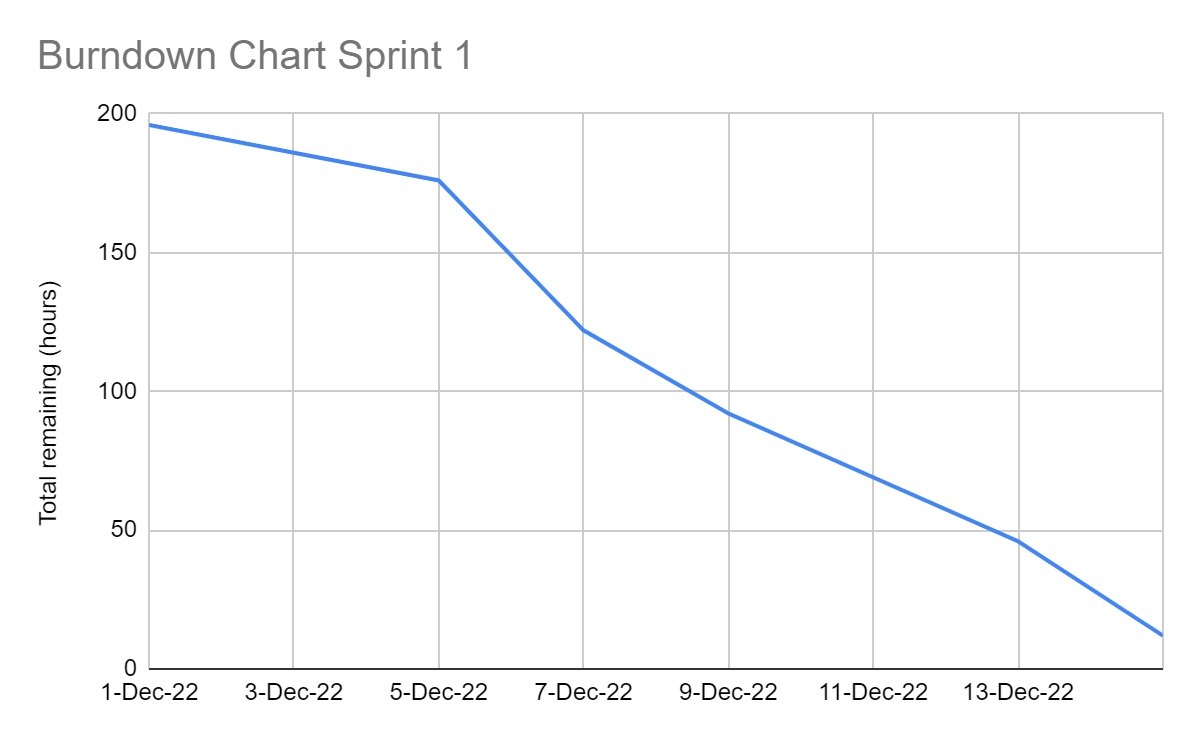 Burndown Chart Sprint 1
Total remaining (hours)
200
150
100
50
0
1-Dec-22 3-Dec-22 5-Dec-22 7-Dec-22 9-Dec-22 11-Dec-22 13-Dec-22